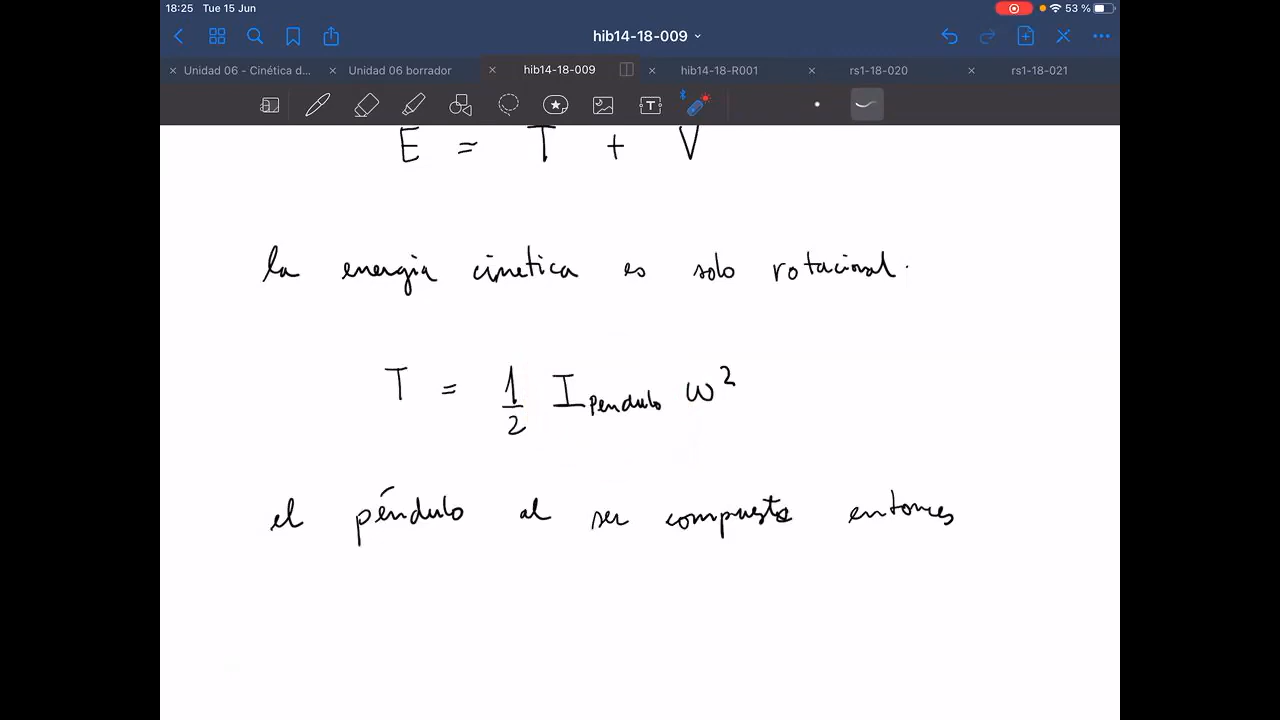 18:25 Tue 15 Jun 53 %
hib14-18-009
Unidad 06 - Cinética d... Unidad 06 borrador hib14-18-009 hib14-18-R001 rs1-18-020 rs1-18-021
E = T + V
la energia cinetica es solo rotacional.
T = 1/2 I pendulo ω²
el péndulo al ser compuesto entonces